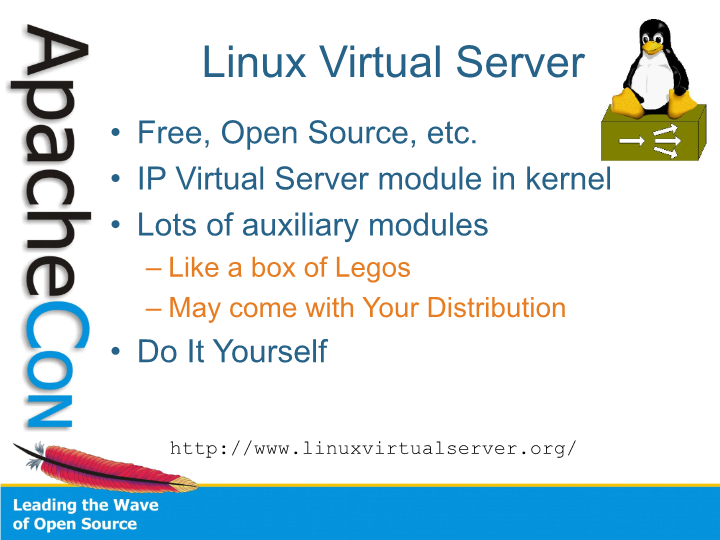 ApacheCon
Linux Virtual Server
• Free, Open Source, etc.
• IP Virtual Server module in kernel
• Lots of auxiliary modules
– Like a box of Legos
– May come with Your Distribution
• Do It Yourself
http://www.linuxvirtualserver.org/
Leading the Wave
of Open Source